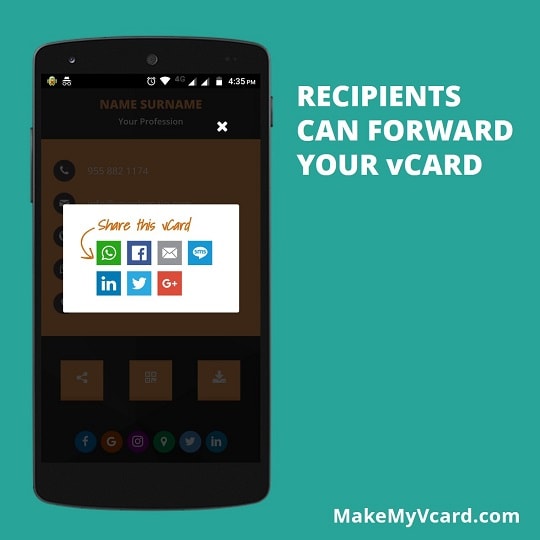 4G 4:35 PM
NAME SURNAME
Your Profession
RECIPIENTS
CAN FORWARD
YOUR vCARD
955 882 1174
Share this vCard
SMS
in
G+
MakeMyVcard.com